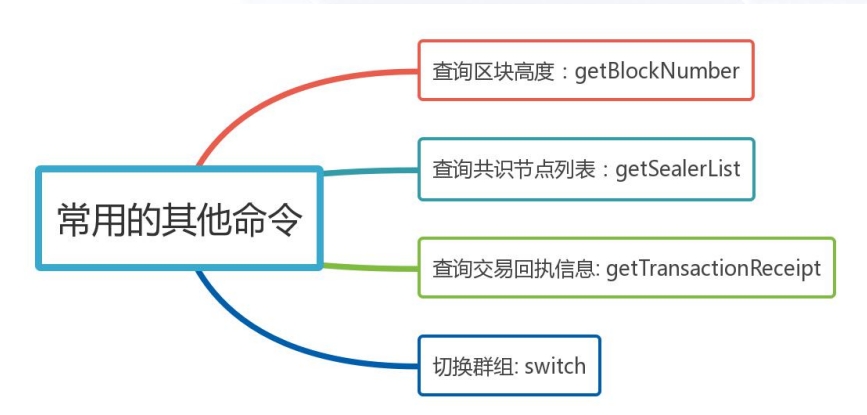 常用的其他命令
查询区块高度：getBlockNumber
查询共识节点列表：getSealerList
查询交易回执信息: getTransactionReceipt
切换群组: switch